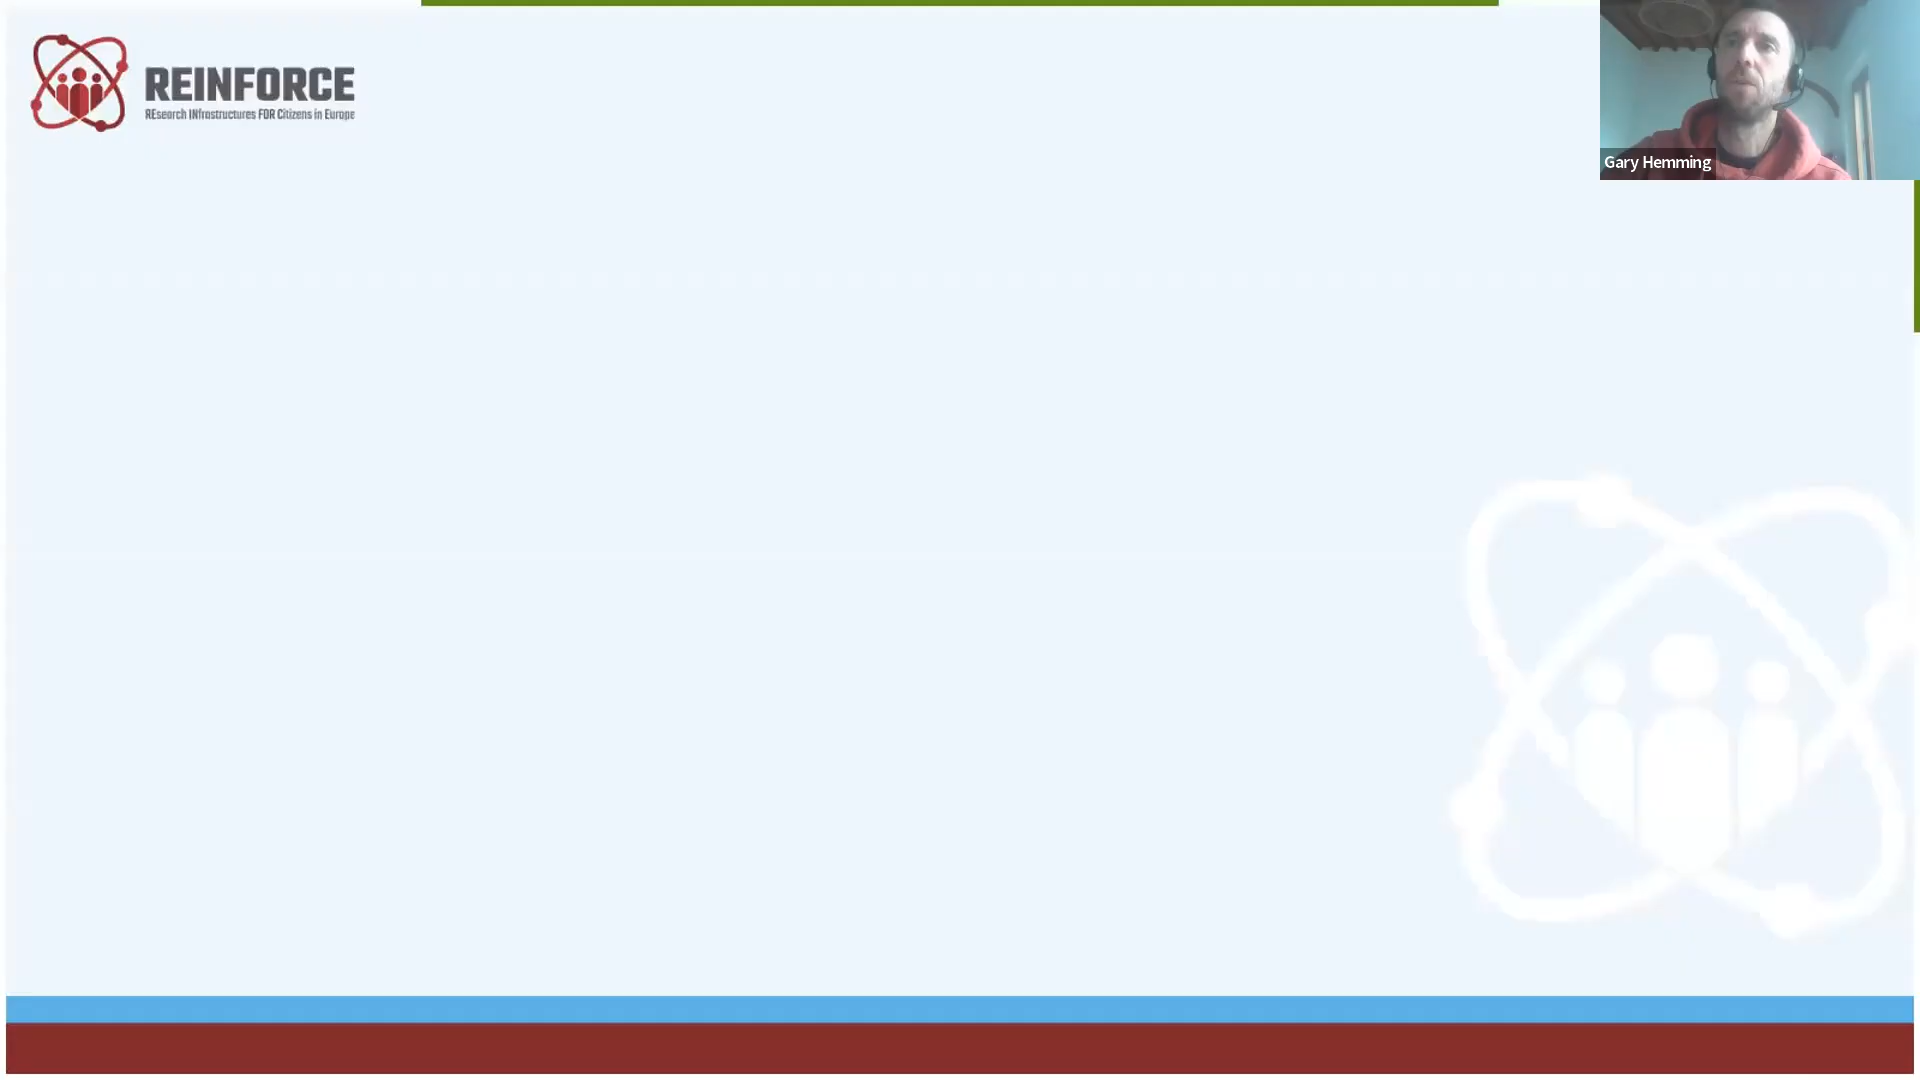 REINFORCE
REsearch INfrastructures FOR Citizens in Europe
Gary Hemming